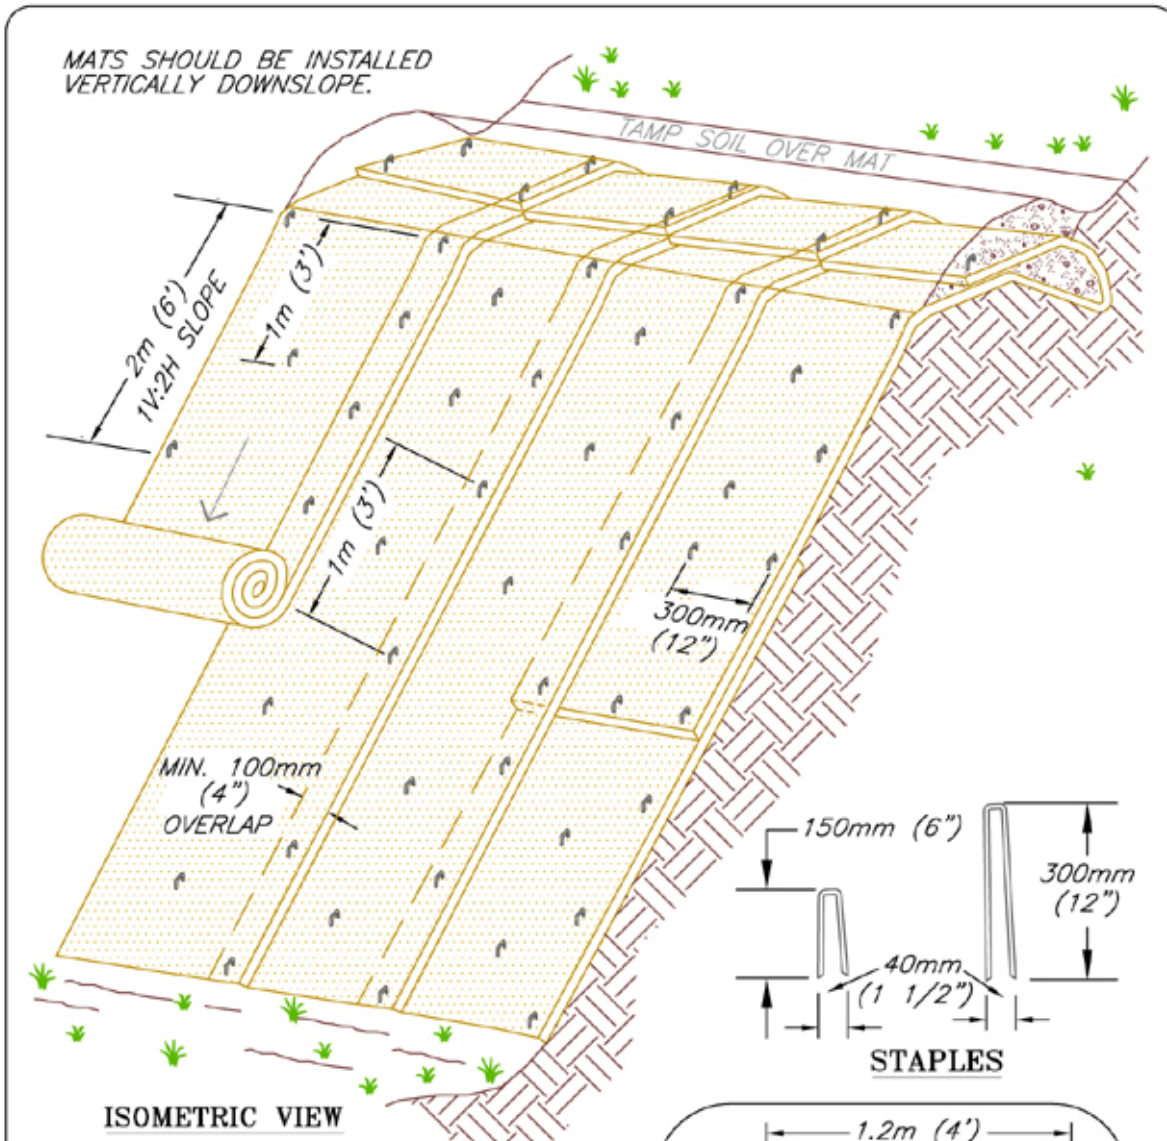 MATS SHOULD BE INSTALLED
VERTICALLY DOWNSLOPE.
TAMP SOIL OVER MAT
2m (6')
1V:2H SLOPE
1m (3')
1m (3')
300mm
(12")
MIN. 100mm
(4")
OVERLAP
150mm (6")
300mm
(12")
40mm
(1 1/2")
STAPLES
ISOMETRIC VIEW
1.2m (4')